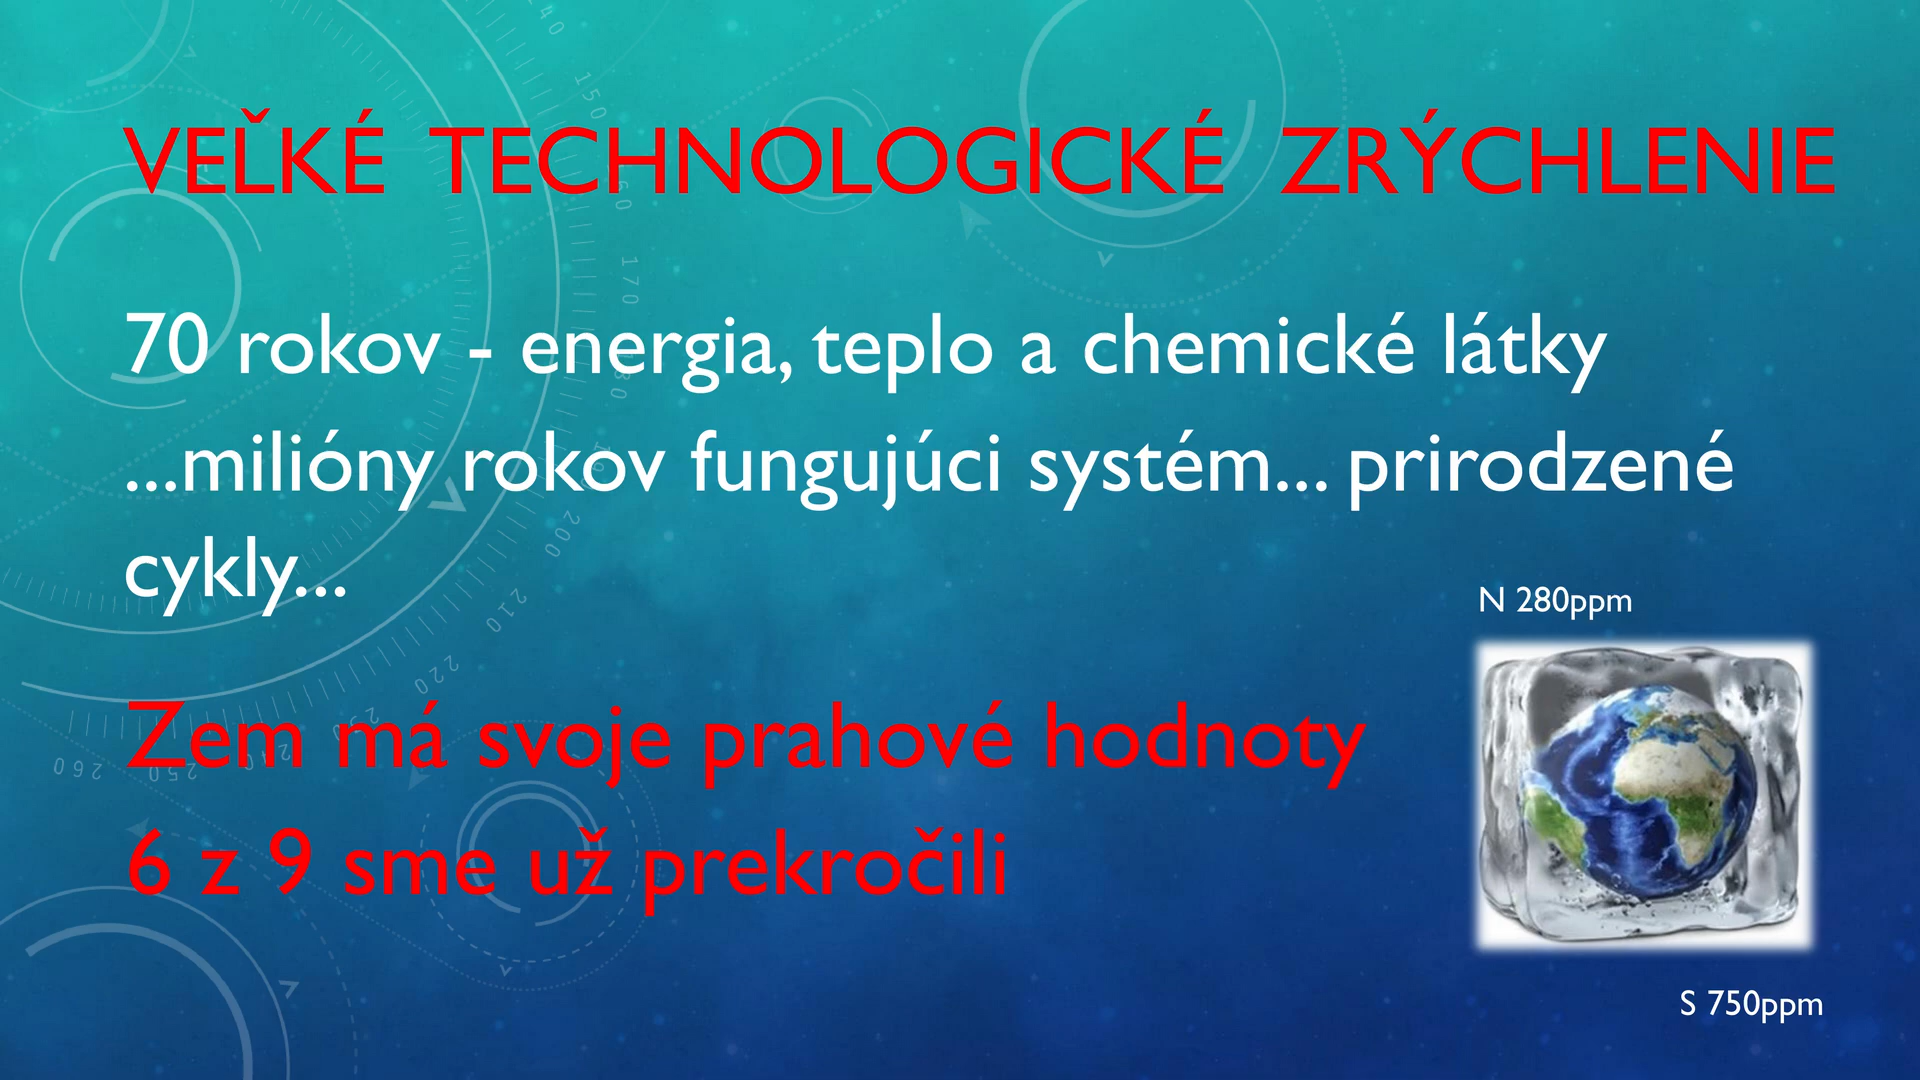 VEĽKÉ TECHNOLOGICKÉ ZRÝCHLENIE
70 rokov - energia, teplo a chemické látky
...milióny rokov fungujúci systém... prirodzené
cykly...
N 280ppm
Zem má svoje prahové hodnoty
6 z 9 sme už prekročili
S 750ppm